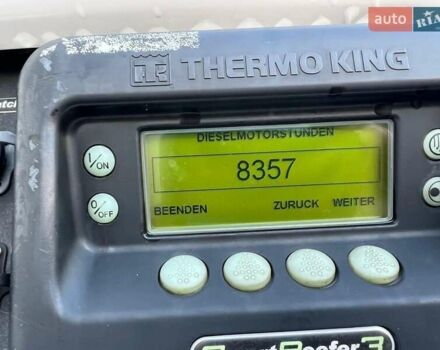 auto RIA
THERMO KING
DIESELMOTORSTUNDEN
8357
BEENDEN ZURUCK WEITER
I/ON
0/OFF